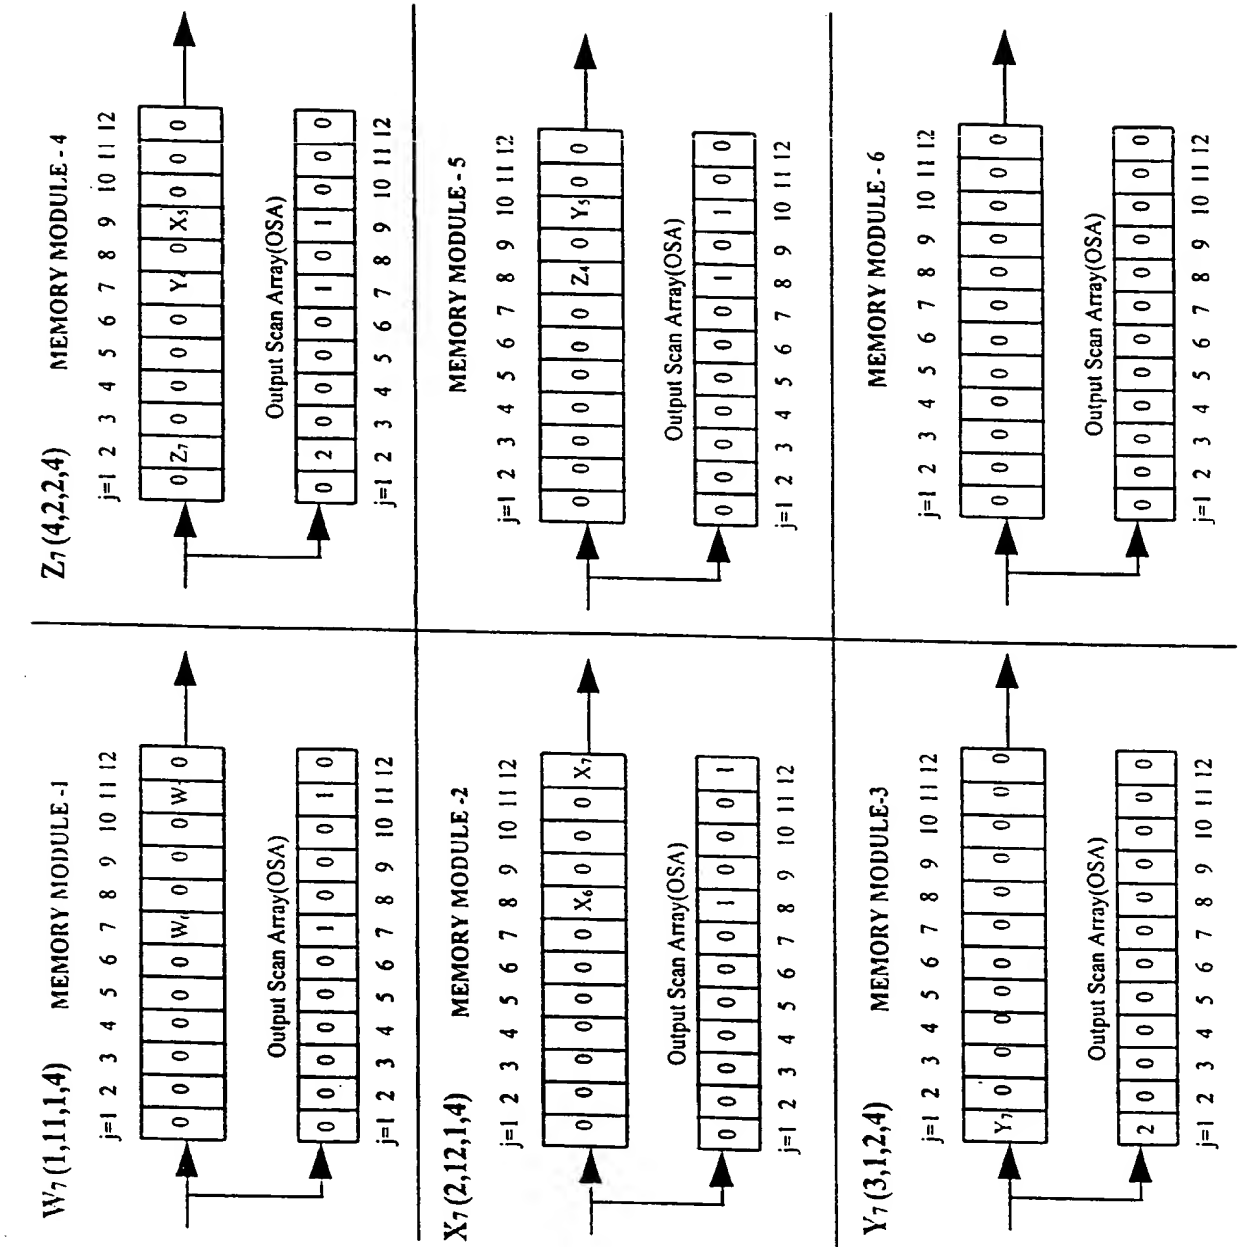 W7 (1,11,1,4) MEMORY MODULE -1
j=1 2 3 4 5 6 7 8 9 10 11 12
0 0 0 0 0 0 W 0 0 0 W 0
Output Scan Array(OSA)
0 0 0 0 0 0 1 0 0 0 1 0
j=1 2 3 4 5 6 7 8 9 10 11 12
Z7 (4,2,2,4) MEMORY MODULE - 4
j=1 2 3 4 5 6 7 8 9 10 11 12
0 Z7 0 0 0 0 Y 0 X5 0 0 0
Output Scan Array(OSA)
0 2 0 0 0 0 1 0 1 0 0 0
j=1 2 3 4 5 6 7 8 9 10 11 12
X7 (2,12,1,4) MEMORY MODULE -2
j=1 2 3 4 5 6 7 8 9 10 11 12
0 0 0 0 0 0 0 X6 0 0 0 X7
Output Scan Array(OSA)
0 0 0 0 0 0 0 1 0 0 0 1
j=1 2 3 4 5 6 7 8 9 10 11 12
MEMORY MODULE - 5
j=1 2 3 4 5 6 7 8 9 10 11 12
0 0 0 0 0 0 0 Z4 0 Y5 0 0
Output Scan Array(OSA)
0 0 0 0 0 0 0 1 0 1 0 0
j=1 2 3 4 5 6 7 8 9 10 11 12
Y7 (3,1,2,4) MEMORY MODULE-3
j=1 2 3 4 5 6 7 8 9 10 11 12
Y7 0 0 0 0 0 0 0 0 0 0 0
Output Scan Array(OSA)
2 0 0 0 0 0 0 0 0 0 0 0
j=1 2 3 4 5 6 7 8 9 10 11 12
MEMORY MODULE - 6
j=1 2 3 4 5 6 7 8 9 10 11 12
0 0 0 0 0 0 0 0 0 0 0 0
Output Scan Array(OSA)
0 0 0 0 0 0 0 0 0 0 0 0
j=1 2 3 4 5 6 7 8 9 10 11 12